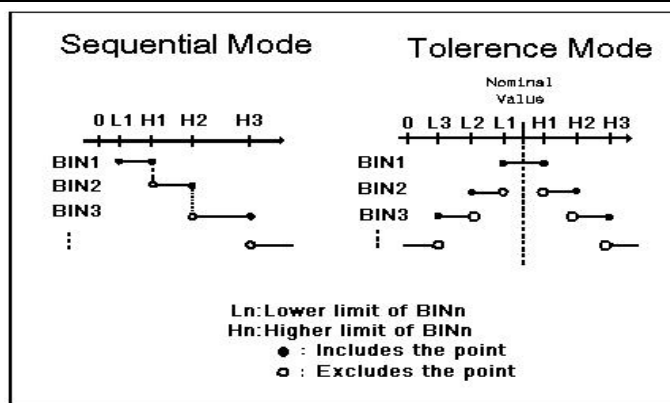 Sequential Mode
0 L1 H1 H2 H3
BIN1
BIN2
BIN3
Tolerence Mode
Nominal
Value
0 L3 L2 L1 H1 H2 H3
BIN1
BIN2
BIN3
Ln:Lower limit of BINn
Hn:Higher limit of BINn
● : Includes the point
○ : Excludes the point